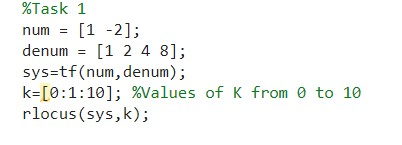 %Task 1
num = [1 -2];
denum = [1 2 4 8];
sys=tf(num,denum);
k=[0:1:10]; %Values of K from 0 to 10
rlocus(sys,k);